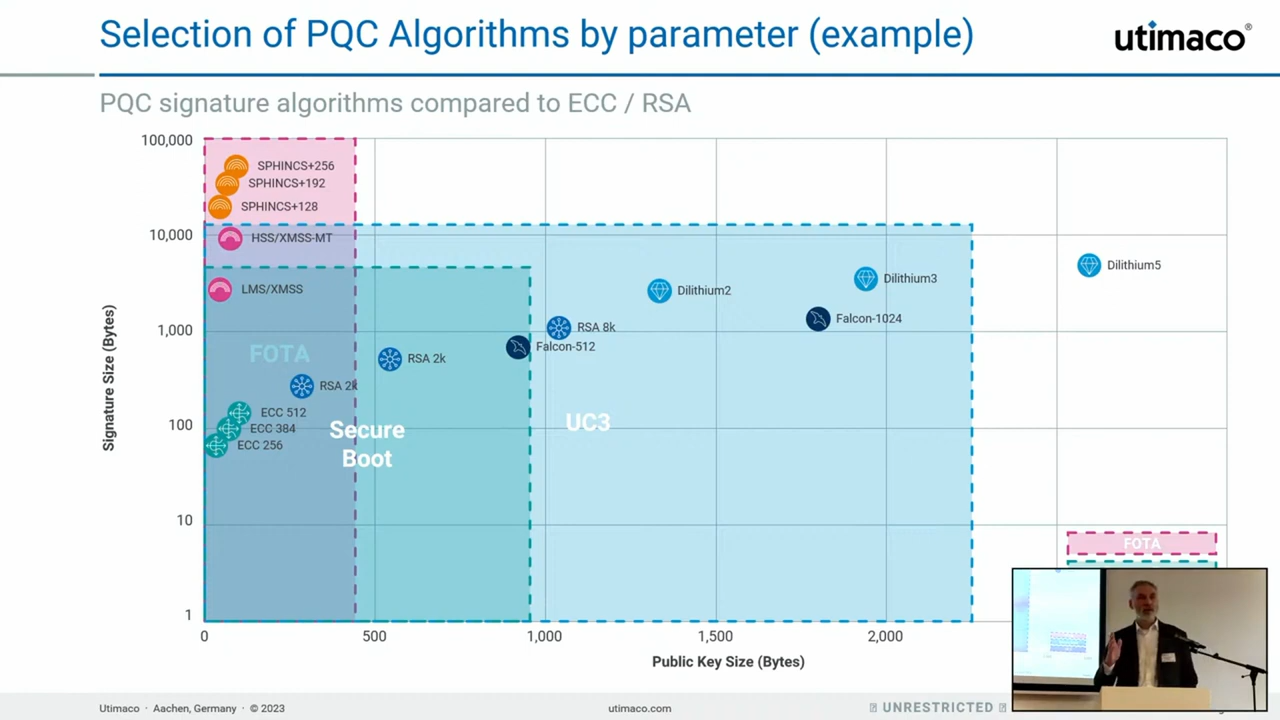 Selection of PQC Algorithms by parameter (example)
utimaco®
PQC signature algorithms compared to ECC / RSA
100,000
SPHINCS+256
SPHINCS+192
SPHINCS+128
10,000
HSS/XMSS-MT
Dilithium5
Dilithium3
LMS/XMSS
Dilithium2
Falcon-1024
1,000
RSA 8k
Falcon-512
FOTA
RSA 2k
RSA 2k
ECC 512
ECC 384
ECC 256
100
Secure
Boot
UC3
10
FOTA
1
0
500
1,000
1,500
2,000
Signature Size (Bytes)
Public Key Size (Bytes)
Utimaco · Aachen, Germany · © 2023
utimaco.com
UNRESTRICTED